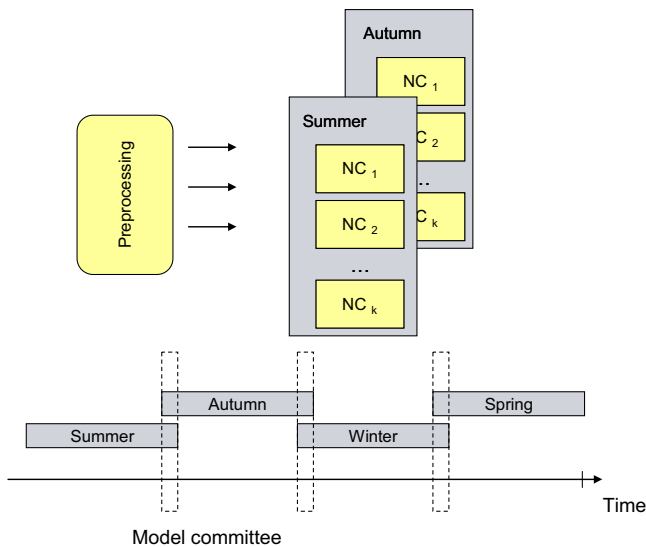 Autumn
NC 1
C 2
..
C k
Summer
NC 1
NC 2
...
NC k
Preprocessing
Autumn
Spring
Summer
Winter
Time
Model committee